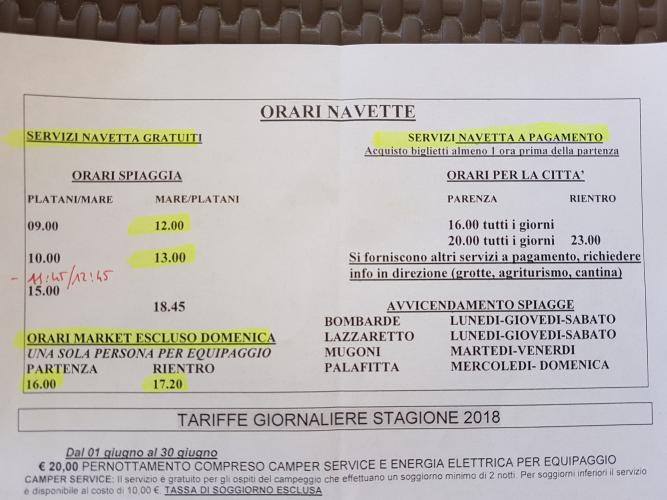 ORARI NAVETTE
SERVIZI NAVETTA GRATUITI
ORARI SPIAGGIA
PLATANI/MARE MARE/PLATANI
09.00 12.00
10.00 13.00
- 11:45/12:45
15.00
18.45
ORARI MARKET ESCLUSO DOMENICA
UNA SOLA PERSONA PER EQUIPAGGIO
PARTENZA RIENTRO
16.00 17.20
SERVIZI NAVETTA A PAGAMENTO
Acquisto biglietti almeno 1 ora prima della partenza
ORARI PER LA CITTA'
PARENZA RIENTRO
16.00 tutti i giorni
20.00 tutti i giorni 23.00
Si forniscono altri servizi a pagamento, richiedere
info in direzione (grotte, agriturismo, cantina)
AVVICENDAMENTO SPIAGGE
BOMBARDE LUNEDI-GIOVEDI-SABATO
LAZZARETTO LUNEDI-GIOVEDI-SABATO
MUGONI MARTEDI-VENERDI
PALAFITTA MERCOLEDI- DOMENICA
TARIFFE GIORNALIERE STAGIONE 2018
Dal 01 giugno al 30 giugno
€ 20,00 PERNOTTAMENTO COMPRESO CAMPER SERVICE E ENERGIA ELETTRICA PER EQUIPAGGIO
CAMPER SERVICE: Il servizio è gratuito per gli ospiti del campeggio che effettuano un soggiorno minimo di 2 notti. Per soggiorni inferiori il servizio
è disponibile al costo di 10,00 €. TASSA DI SOGGIORNO ESCLUSA